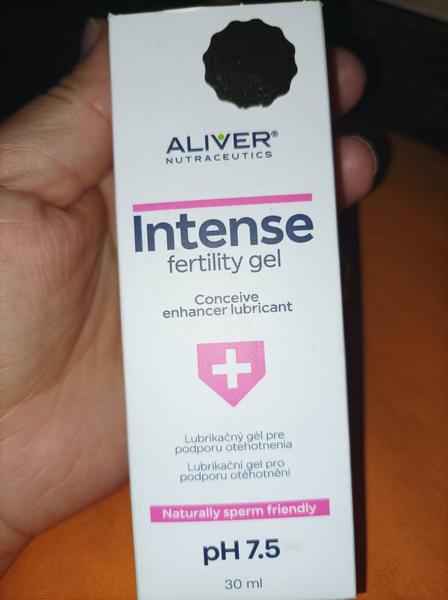 ALIVER®
NUTRACEUTICS
Intense
fertility gel
Conceive
enhancer lubricant
Lubrikačný gél pre
podporu otehotnenia
Lubrikační gel pro
podporu otěhotnění
Naturally sperm friendly
pH 7.5
30 ml